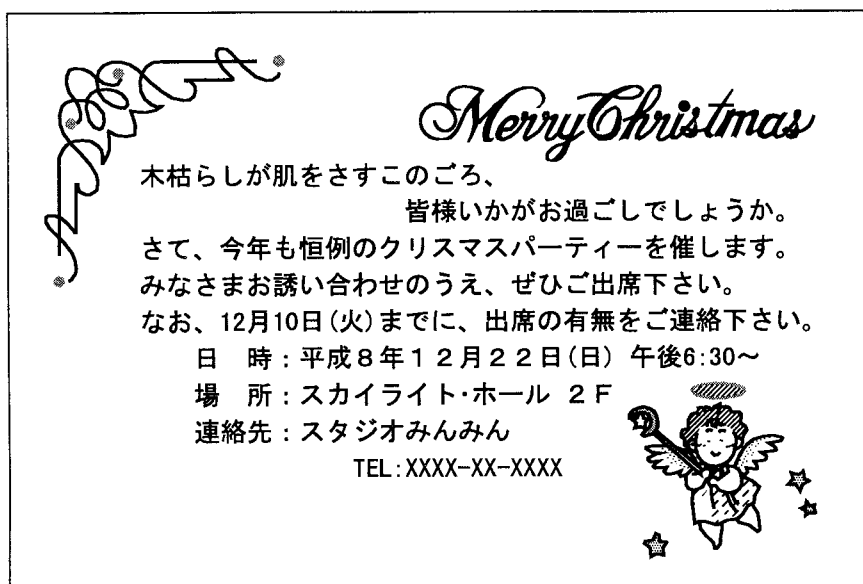 Merry Christmas
木枯らしが肌をさすこのごろ、
皆様いかがお過ごしでしょうか。
さて、今年も恒例のクリスマスパーティーを催します。
みなさまお誘い合わせのうえ、ぜひご出席下さい。
なお、12月10日(火)までに、出席の有無をご連絡下さい。
日　時：平成８年１２月２２日(日) 午後6:30～
場　所：スカイライト・ホール ２Ｆ
連絡先：スタジオみんみん
TEL:XXXX-XX-XXXX